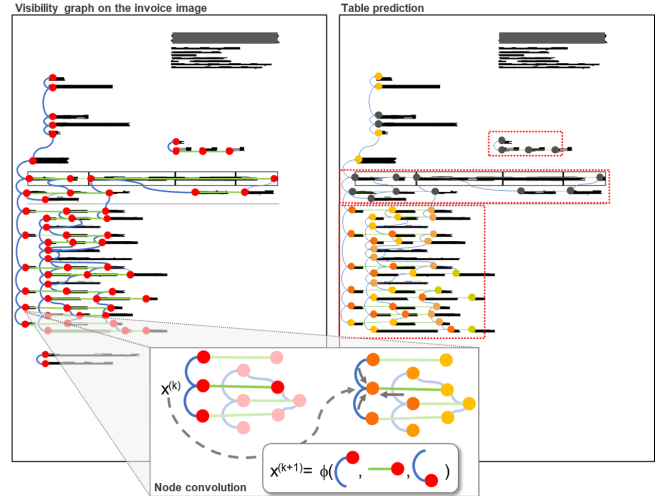 Visibility graph on the invoice image
Table prediction
x(k)
x(k+1)= ϕ( , , )
Node convolution